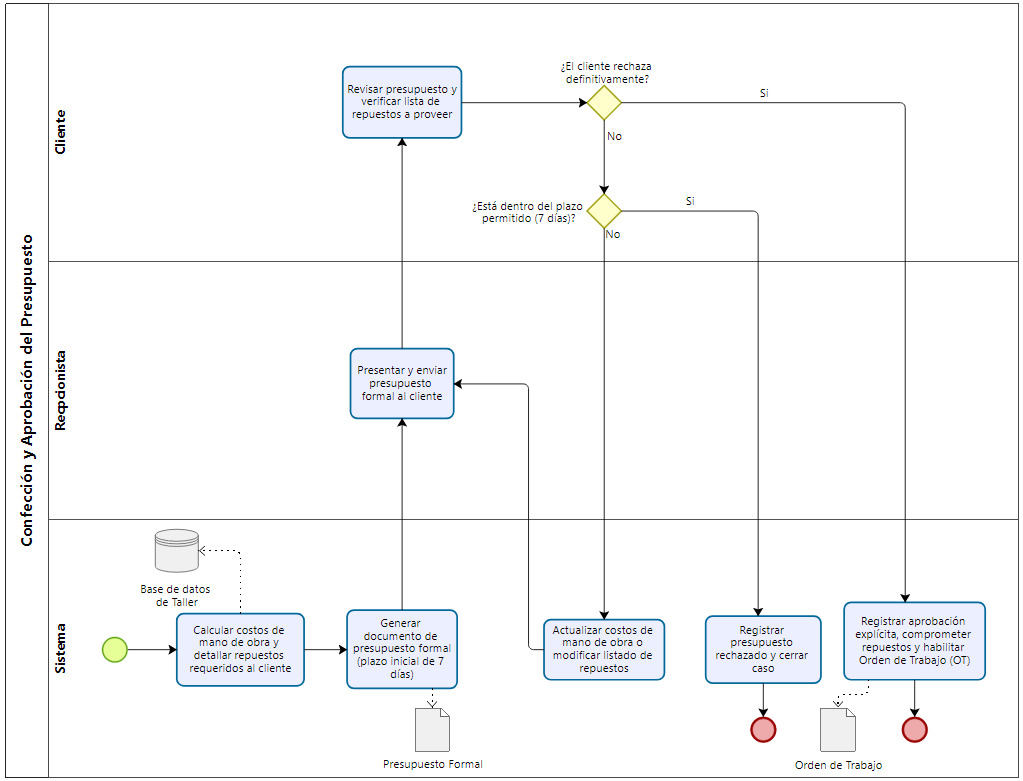 Confección y Aprobación del Presupuesto
Cliente
Revisar presupuesto y
verificar lista de
repuestos a proveer
¿El cliente rechaza
definitivamente?
Si
No
¿Está dentro del plazo
permitido (7 días)?
Si
No
Reqpcionista
Presentar y enviar
presupuesto
formal al cliente
Sistema
Base de datos
de Taller
Calcular costos de
mano de obra y
detallar repuestos
requeridos al cliente
Generar
documento de
presupuesto formal
(plazo inicial de 7
días)
Presupuesto Formal
Actualizar costos de
mano de obra o
modificar listado de
repuestos
Registrar
presupuesto
rechazado y cerrar
caso
Registrar aprobación
explícita, comprometer
repuestos y habilitar
Orden de Trabajo (OT)
Orden de Trabajo